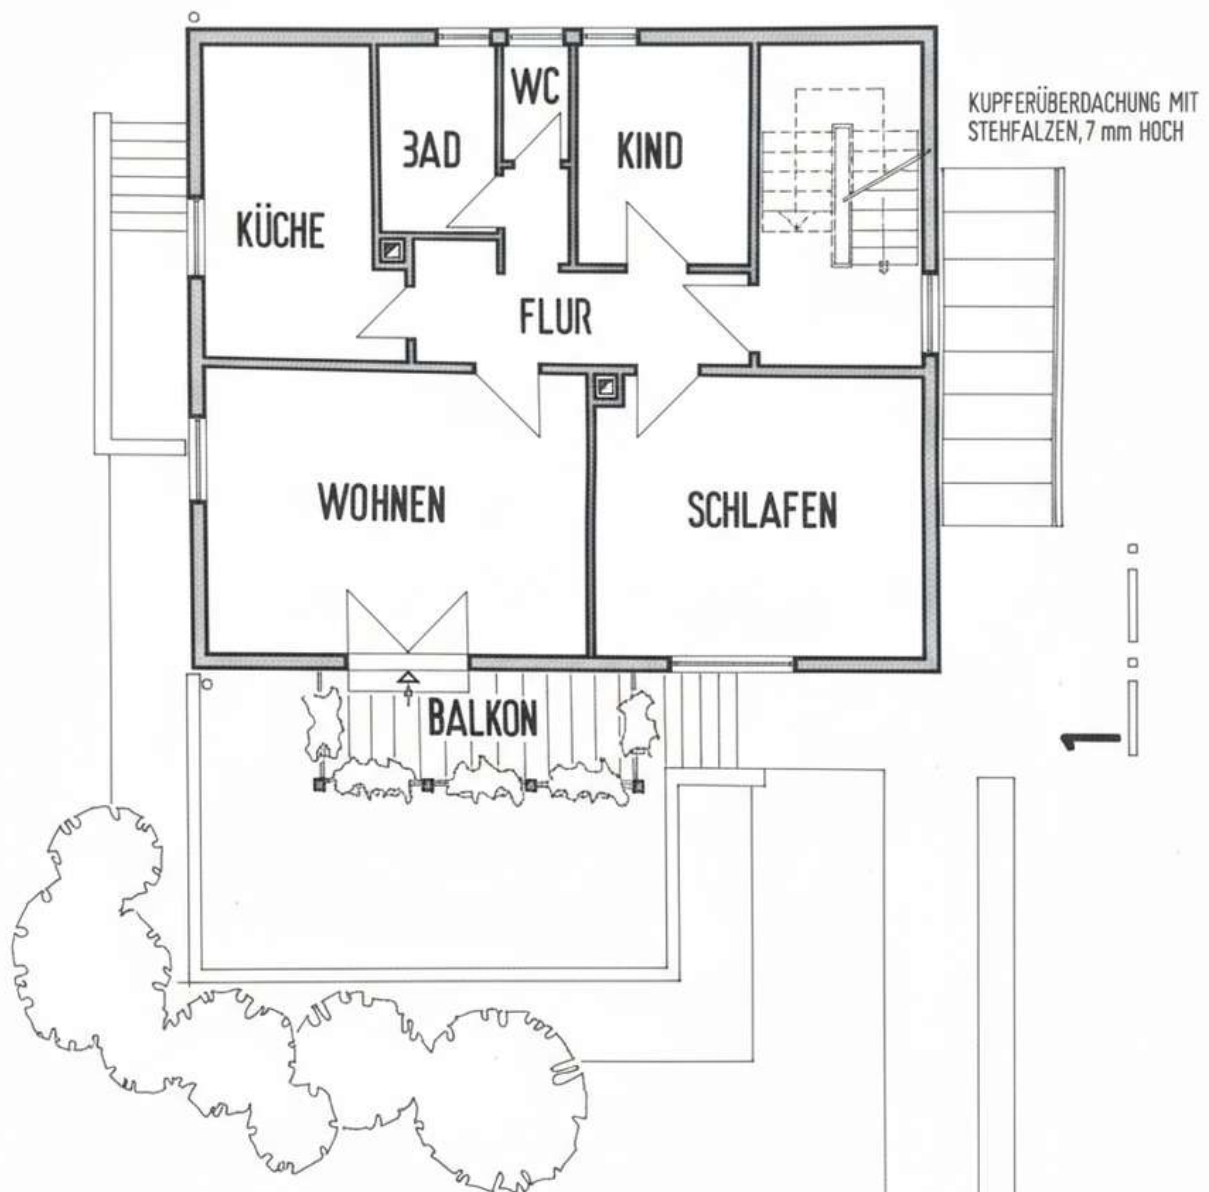 WC
KUPFERÜBERDACHUNG MIT
STEHFALZEN, 7 mm HOCH
BAD
KIND
KÜCHE
FLUR
WOHNEN
SCHLAFEN
BALKON
1